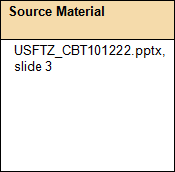 Source Material
USFTZ_CBT101222.pptx,
slide 3